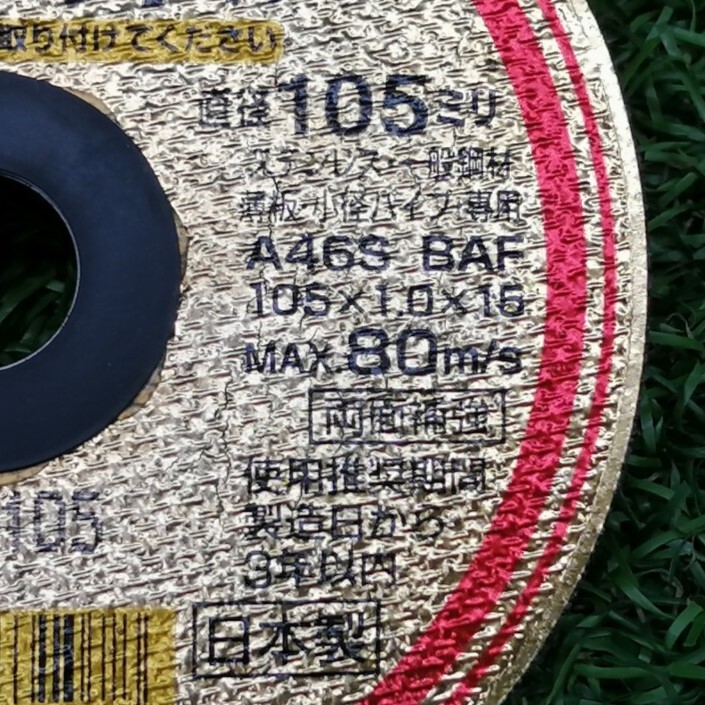 取り付けてください
直径105ミリ
ステンレス・一般鋼材
薄板・小径パイプ専用
A46S BAF
105×1.0×15
MAX.80m/s
両面補強
使用推奨期間
製造日から
3年以内
105
日本製